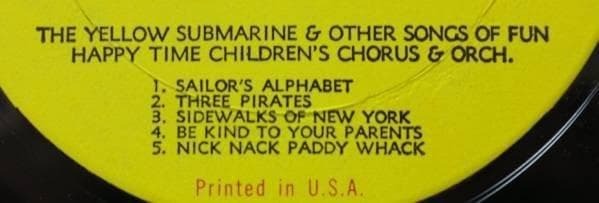 THE YELLOW SUBMARINE & OTHER SONGS OF FUN
HAPPY TIME CHILDREN'S CHORUS & ORCH.
1. SAILOR'S ALPHABET
2. THREE PIRATES
3. SIDEWALKS OF NEW YORK
4. BE KIND TO YOUR PARENTS
5. NICK NACK PADDY WHACK
Printed in U.S.A.